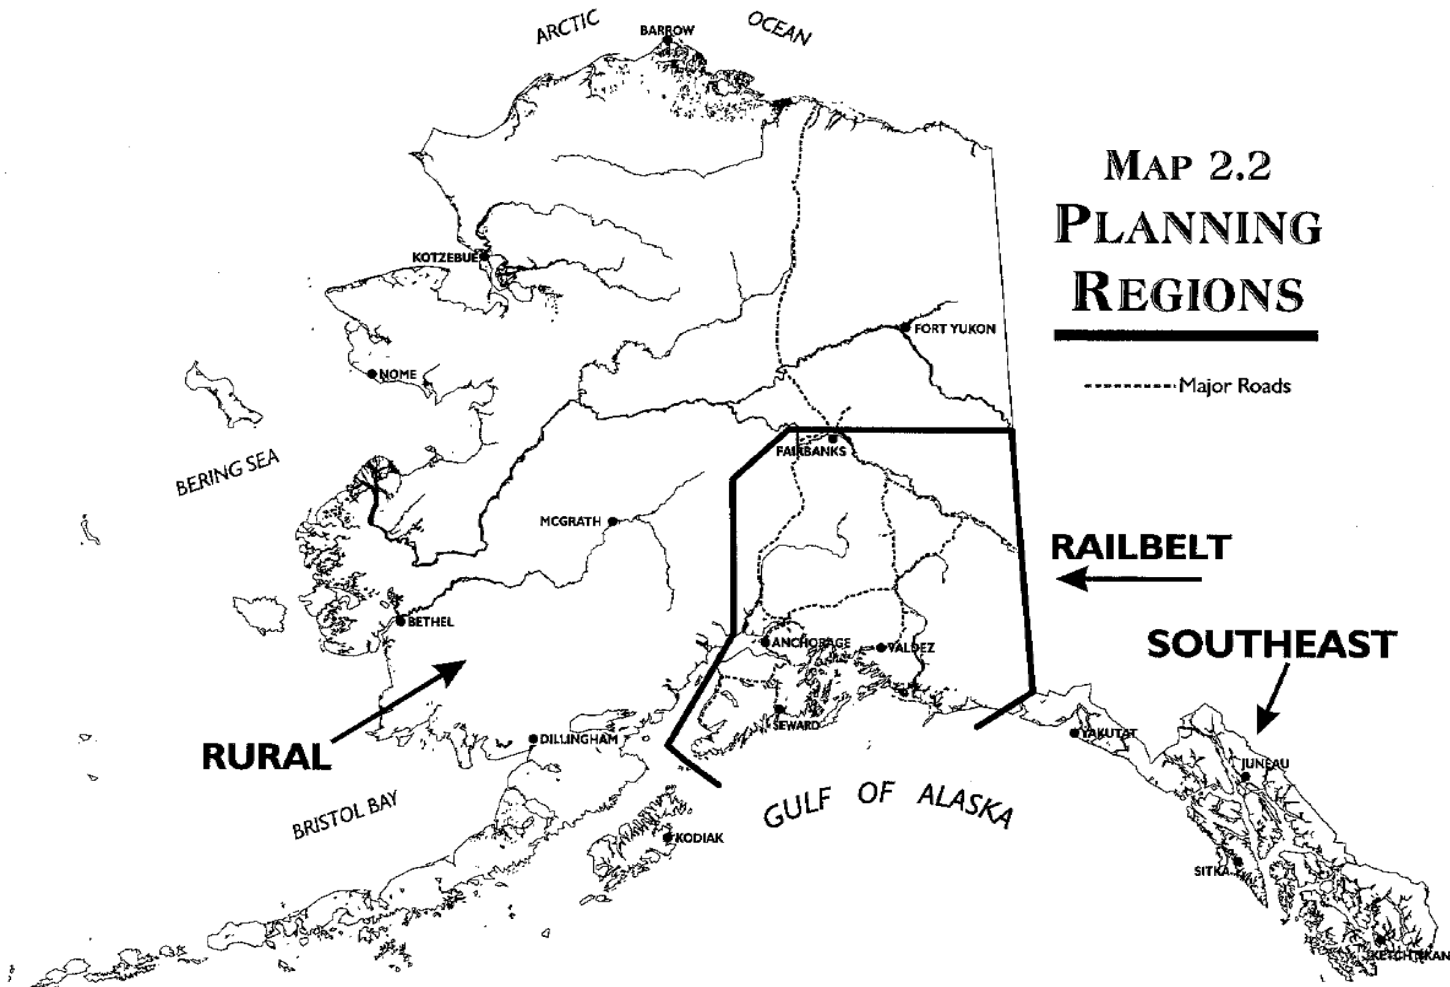 ARCTIC
OCEAN
BARROW
MAP 2.2
PLANNING
REGIONS
Major Roads
KOTZEBUE
FORT YUKON
NOME
BERING SEA
FAIRBANKS
MCGRATH
RAILBELT
BETHEL
ANCHORAGE
VALDEZ
SOUTHEAST
RURAL
DILLINGHAM
SEWARD
YAKUTAT
JUNEAU
BRISTOL BAY
GULF OF ALASKA
KODIAK
SITKA
KETCHIKAN